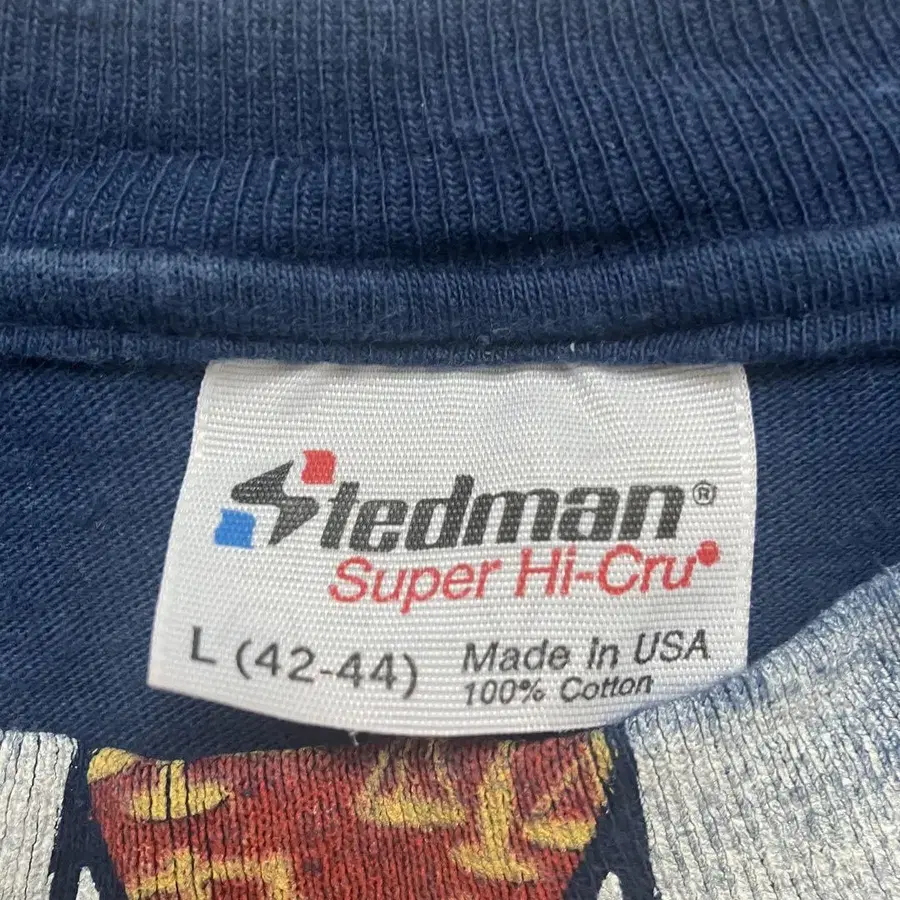 Stedman®
Super Hi-Cru®
L (42-44)
Made in USA
100% Cotton